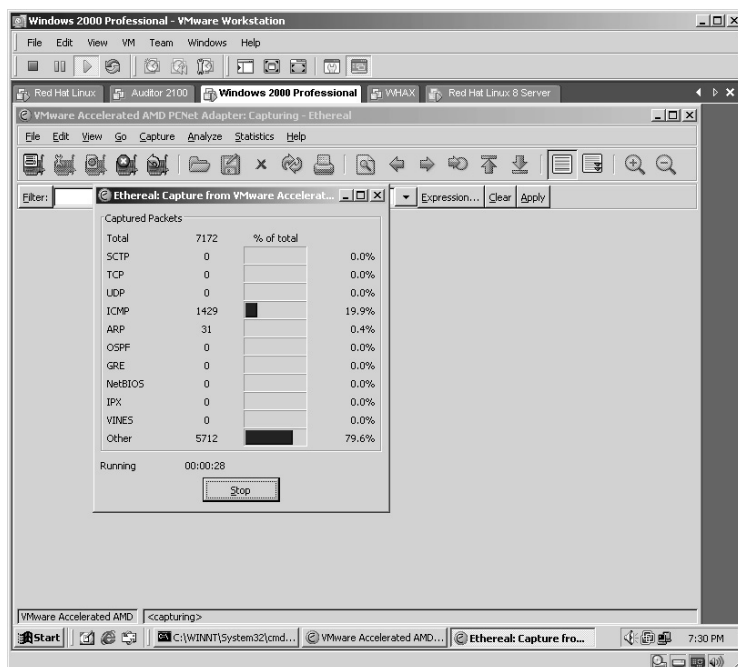 Windows 2000 Professional - VMware Workstation
File Edit View VM Team Windows Help
Red Hat Linux Auditor 2100 Windows 2000 Professional WHAX Red Hat Linux 8 Server
VMware Accelerated AMD PCNet Adapter: Capturing - Ethereal
File Edit View Go Capture Analyze Statistics Help
Filter: Expression... Clear Apply
Ethereal: Capture from VMware Accelerat...
Captured Packets
Total 7172 % of total
SCTP 0 0.0%
TCP 0 0.0%
UDP 0 0.0%
ICMP 1429 19.9%
ARP 31 0.4%
OSPF 0 0.0%
GRE 0 0.0%
NetBIOS 0 0.0%
IPX 0 0.0%
VINES 0 0.0%
Other 5712 79.6%
Running 00:00:28
Stop
VMware Accelerated AMD <capturing>
Start C:\WINNT\System32\cmd... VMware Accelerated AMD... Ethereal: Capture fro... 7:30 PM